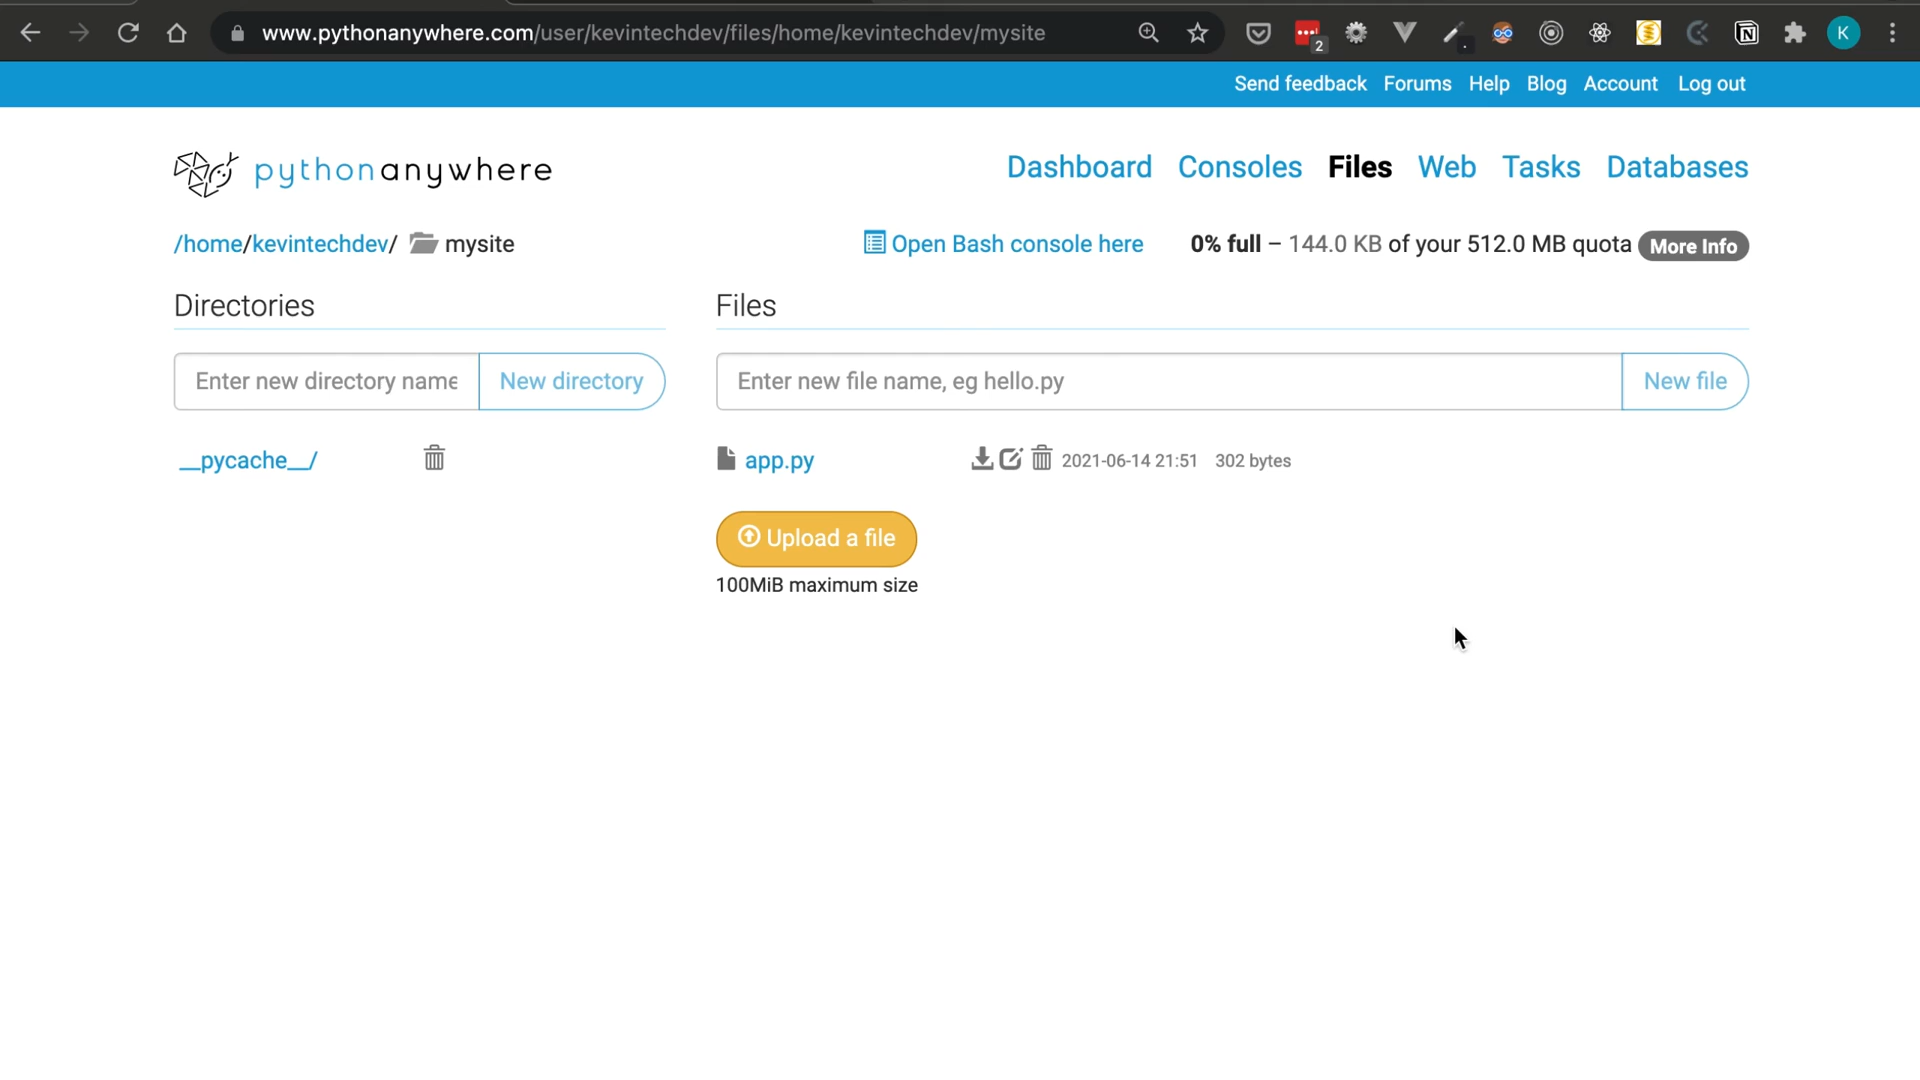 www.pythonanywhere.com/user/kevintechdev/files/home/kevintechdev/mysite
2
K
Send feedback Forums Help Blog Account Log out
pythonanywhere
Dashboard Consoles Files Web Tasks Databases
/home/kevintechdev/ mysite
Open Bash console here
0% full – 144.0 KB of your 512.0 MB quota More Info
Directories
Files
Enter new directory name New directory
Enter new file name, eg hello.py New file
__pycache__/
app.py 2021-06-14 21:51 302 bytes
Upload a file
100MiB maximum size